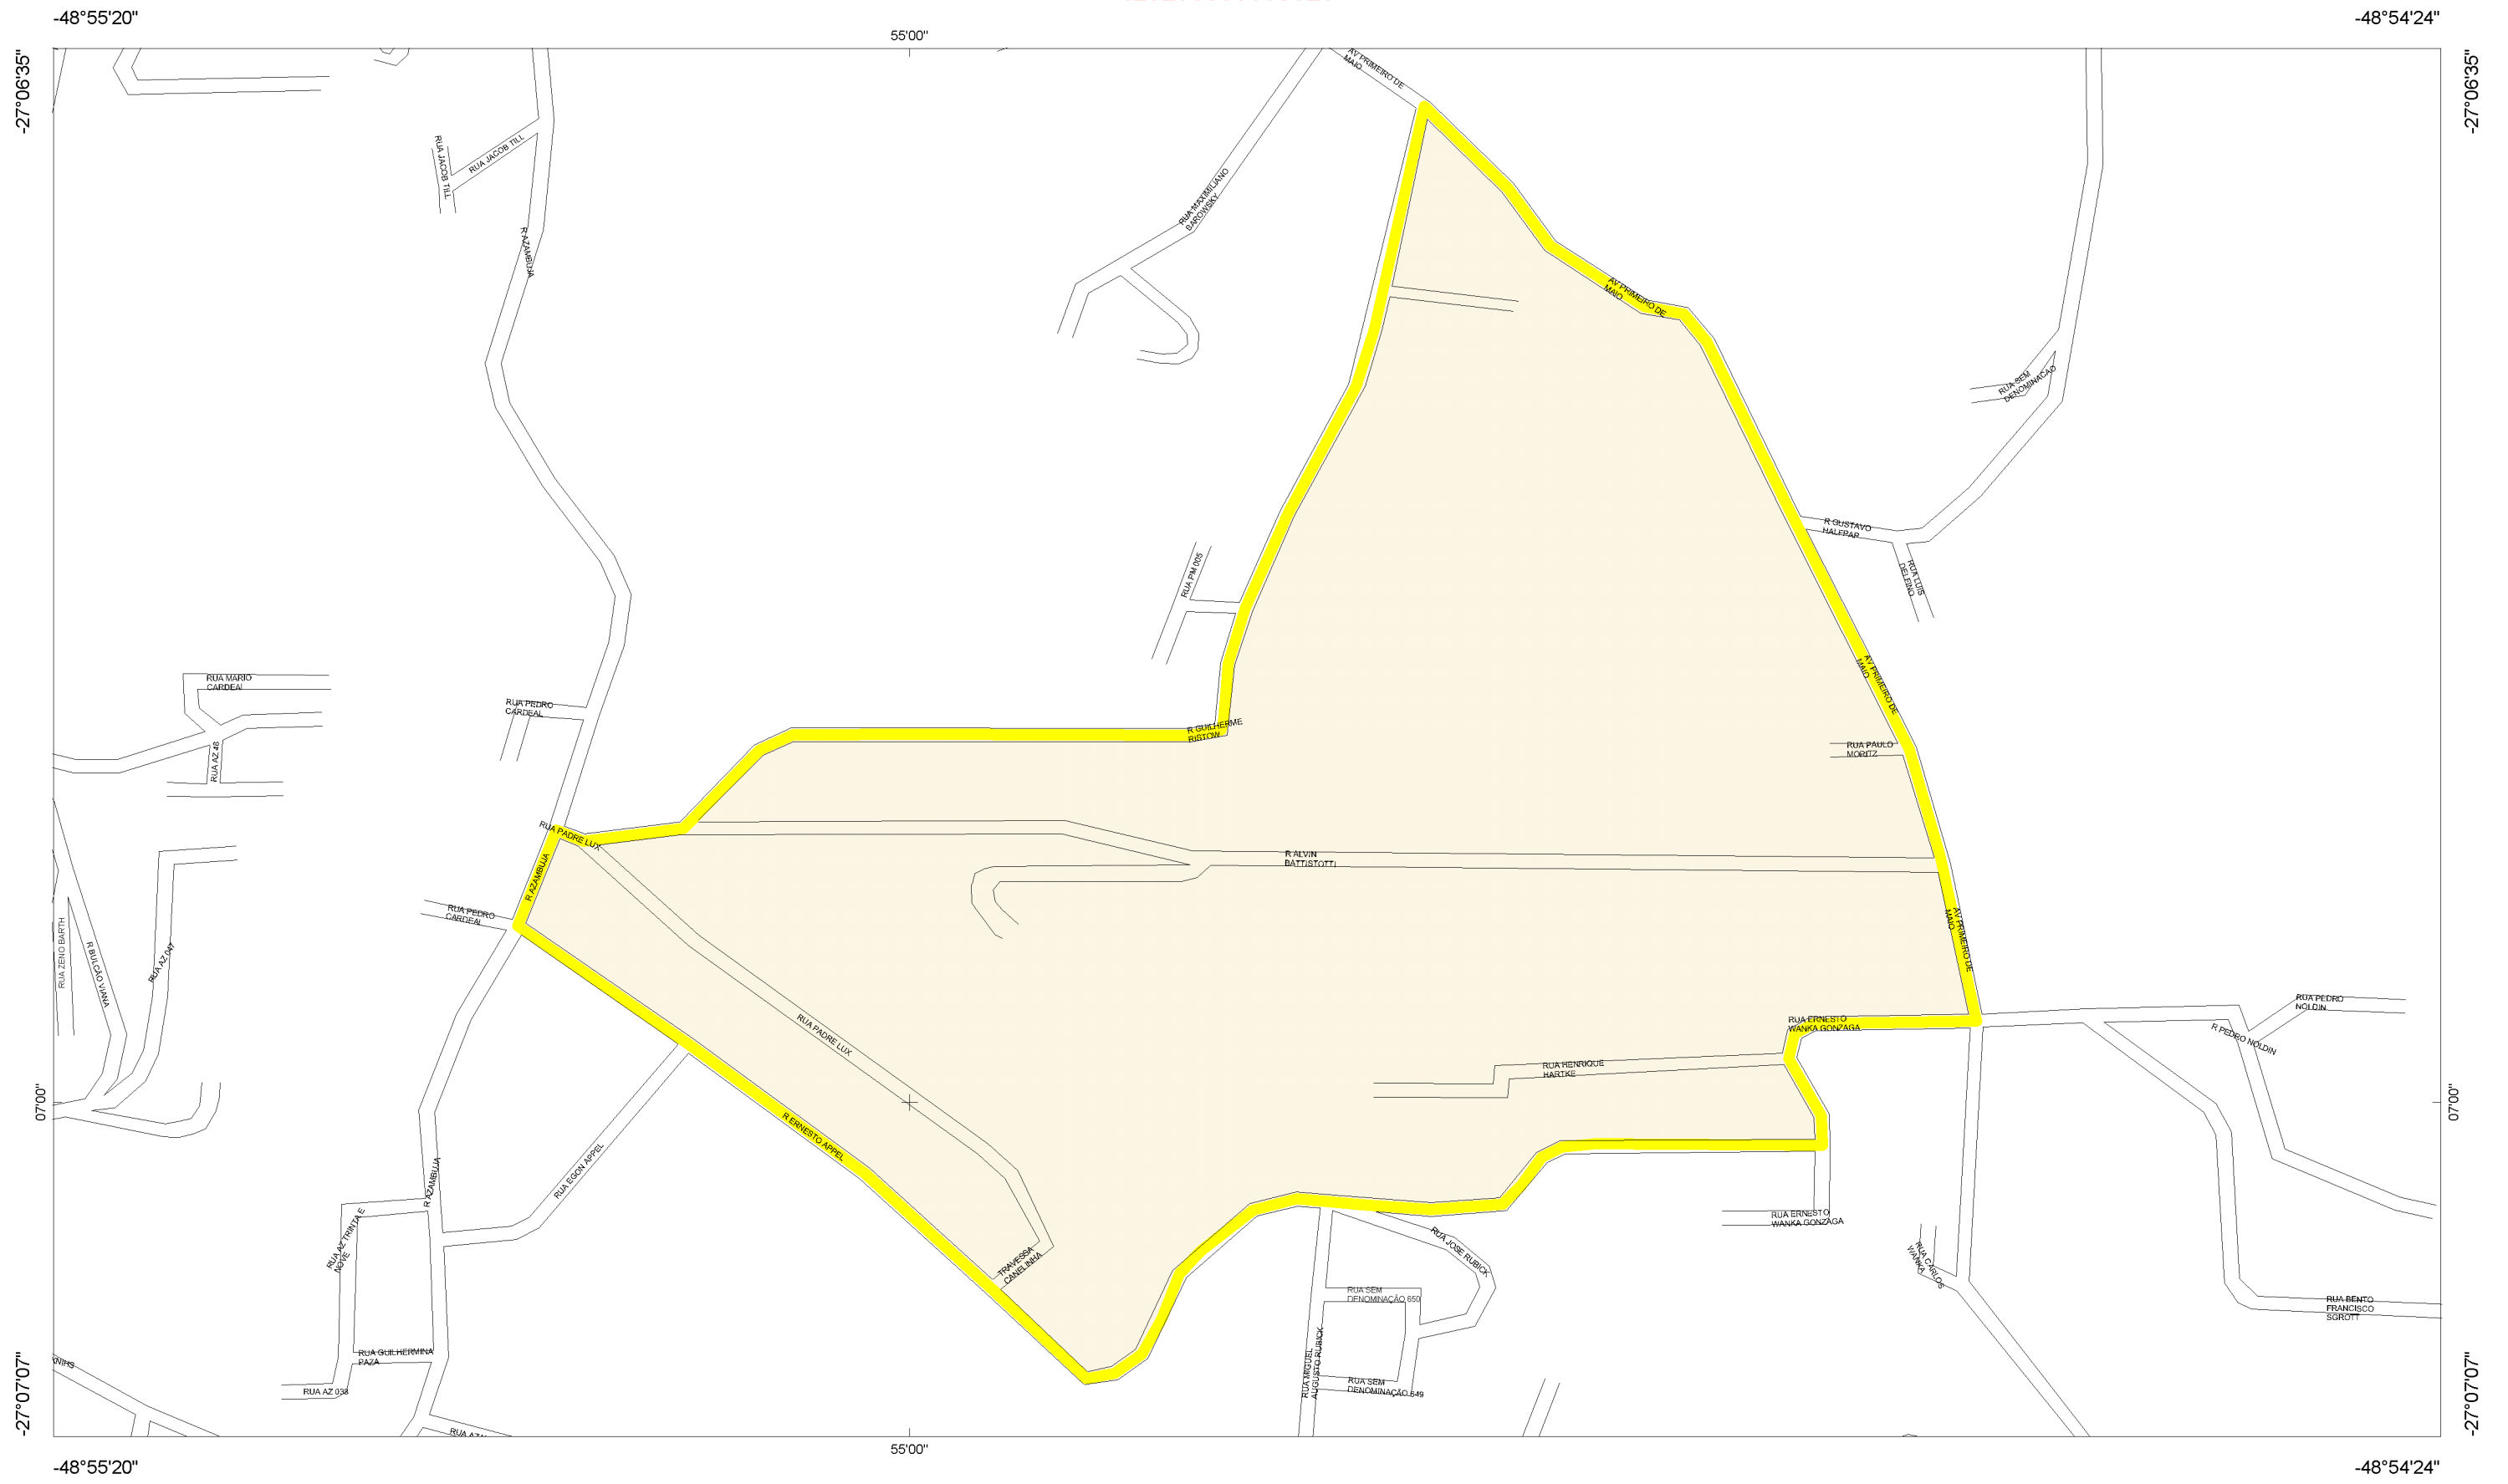 -48°55'20"
-48°54'24"
55'00"
-27°06'35"
-27°06'35"
AV PRIMEIRO DE
MAIO
RUA JACOB TILL
RUA JACOB TILL
RUA MAXIMILIANO
BAROWSKY
R AZAMBUJA
AV PRIMEIRO DE
MAIO
RUA SEM
DENOMINACAO
R GUSTAVO
HALFPAP
RUA LUIS
DELFINO
RUA PM 005
RUA MARIO
CARDEAL
RUA PEDRO
CARDEAL
AV PRIMEIRO DE
MAIO
R GUILHERME
RISTOW
RUA AZ 48
RUA PAULO
MORITZ
RUA PADRE LUX
R ALVIN
BATTISTOTTI
R AZAMBUJA
RUA PEDRO
CARDEAL
AV PRIMEIRO DE
MAIO
RUA ZENO BARTH
R BULCÃO VIANA
RUA AZ 047
RUA PEDRO
NOLDIN
RUA ERNESTO
WANKA GONZAGA
RUA PADRE LUX
R PEDRO NOLDIN
RUA HENRIQUE
HARTKE
07'00"
07'00"
R ERNESTO APPEL
RUA EGON APPEL
R AZAMBUJA
RUA ERNESTO
WANKA GONZAGA
RUA AZ TRINTA E
NOVE
RUA JOSE RUBICK
TRAVESSA
CANELINHA
RUA CARLOS
WANKA
RUA SEM
DENOMINAÇÃO 650
RUA BENTO
FRANCISCO
SGROTT
RUA GUILHERMINA
PAZA
RUA MIGUEL
AUGUSTO RUBICK
RUA SEM
DENOMINAÇÃO 649
RUA AZ 038
-27°07'07"
-27°07'07"
55'00"
-48°55'20"
-48°54'24"